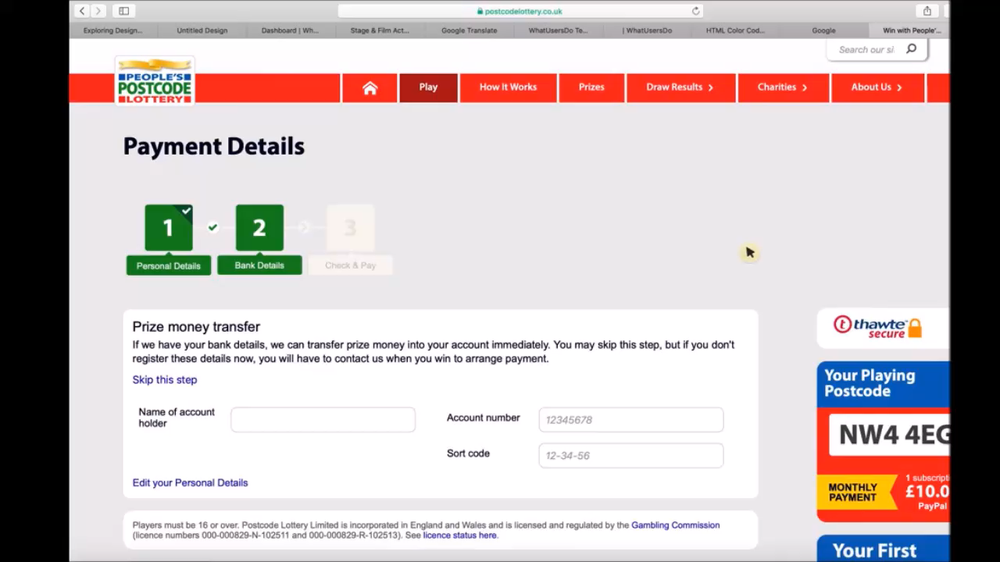 postcodelottery.co.uk
Exploring Design...
Untitled Design
Dashboard | Wh...
Stage & Film Act...
Google Translate
WhatUsersDo Te...
| WhatUsersDo
HTML Color Cod...
Google
Win with People'...
Search our si
PEOPLE'S
POSTCODE
LOTTERY
Play
How It Works
Prizes
Draw Results
Charities
About Us
Payment Details
1
2
3
Personal Details
Bank Details
Check & Pay
Prize money transfer
If we have your bank details, we can transfer prize money into your account immediately. You may skip this step, but if you don't
register these details now, you will have to contact us when you win to arrange payment.
Skip this step
Name of account
holder
Account number
12345678
Sort code
12-34-56
Edit your Personal Details
Players must be 16 or over. Postcode Lottery Limited is incorporated in England and Wales and is licensed and regulated by the Gambling Commission
(licence numbers 000-000829-N-102511 and 000-000829-R-102513). See licence status here.
thawte
secure
Your Playing
Postcode
NW4 4EG
MONTHLY
PAYMENT
1 subscripti
£10.0
PayPal
Your First